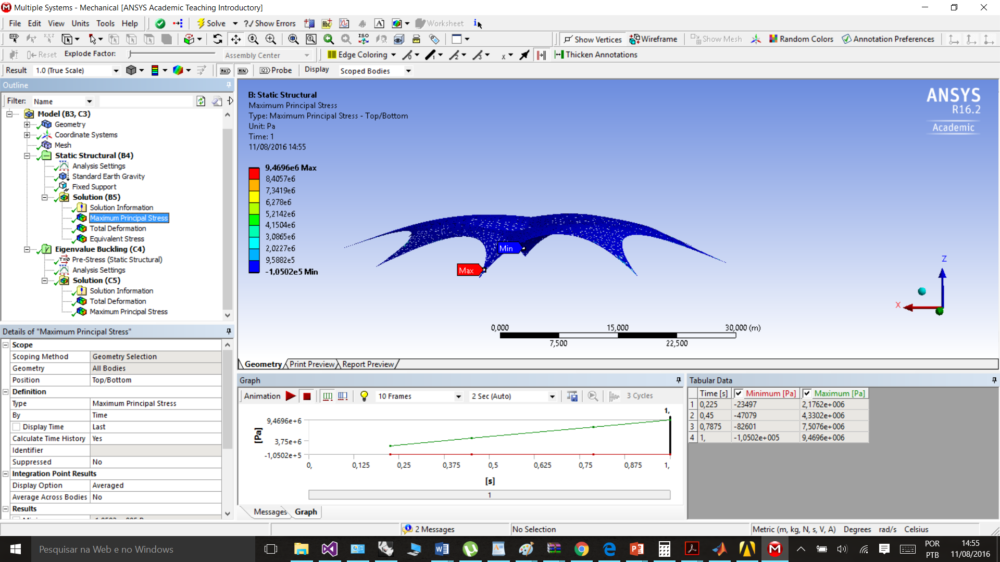 Multiple Systems - Mechanical [ANSYS Academic Teaching Introductory]
File Edit View Units Tools Help Solve ?/ Show Errors Worksheet
Show Vertices Wireframe Show Mesh Random Colors Annotation Preferences
Reset Explode Factor: Assembly Center Edge Coloring Thicken Annotations
Result 1.0 (True Scale) MAX MIN Probe Display Scoped Bodies
Outline
Filter: Name
Model (B3, C3)
Geometry
Coordinate Systems
Mesh
Static Structural (B4)
Analysis Settings
Standard Earth Gravity
Fixed Support
Solution (B5)
Solution Information
Maximum Principal Stress
Total Deformation
Equivalent Stress
Eigenvalue Buckling (C4)
Pre-Stress (Static Structural)
Analysis Settings
Solution (C5)
Solution Information
Total Deformation
Maximum Principal Stress
Details of "Maximum Principal Stress"
Scope
Scoping Method Geometry Selection
Geometry All Bodies
Position Top/Bottom
Definition
Type Maximum Principal Stress
By Time
Display Time Last
Calculate Time History Yes
Identifier
Suppressed No
Integration Point Results
Display Option Averaged
Average Across Bodies No
Results
B: Static Structural
Maximum Principal Stress
Type: Maximum Principal Stress - Top/Bottom
Unit: Pa
Time: 1
11/08/2016 14:55
9,4696e6 Max
8,4057e6
7,3419e6
6,278e6
5,2142e6
4,1504e6
3,0865e6
2,0227e6
9,5882e5
-1,0502e5 Min
ANSYS
R16.2
Academic
Min
Max
Z
X
0,000 15,000 30,000 (m)
7,500 22,500
Geometry Print Preview Report Preview
Graph
Animation 10 Frames 2 Sec (Auto) 3 Cycles
1,
9,4696e+6
3,75e+6
-1,0502e+5
[Pa]
0, 0,125 0,25 0,375 0,5 0,625 0,75 0,875 1,
[s]
1
Messages Graph
Tabular Data
Time [s] Minimum [Pa] Maximum [Pa]
1 0,225 -23497 2,1762e+006
2 0,45 -47079 4,3302e+006
3 0,7875 -82601 7,5076e+006
4 1, -1,0502e+005 9,4696e+006
2 Messages No Selection Metric (m, kg, N, s, V, A) Degrees rad/s Celsius
Pesquisar na Web e no Windows
POR
PTB
14:55
11/08/2016